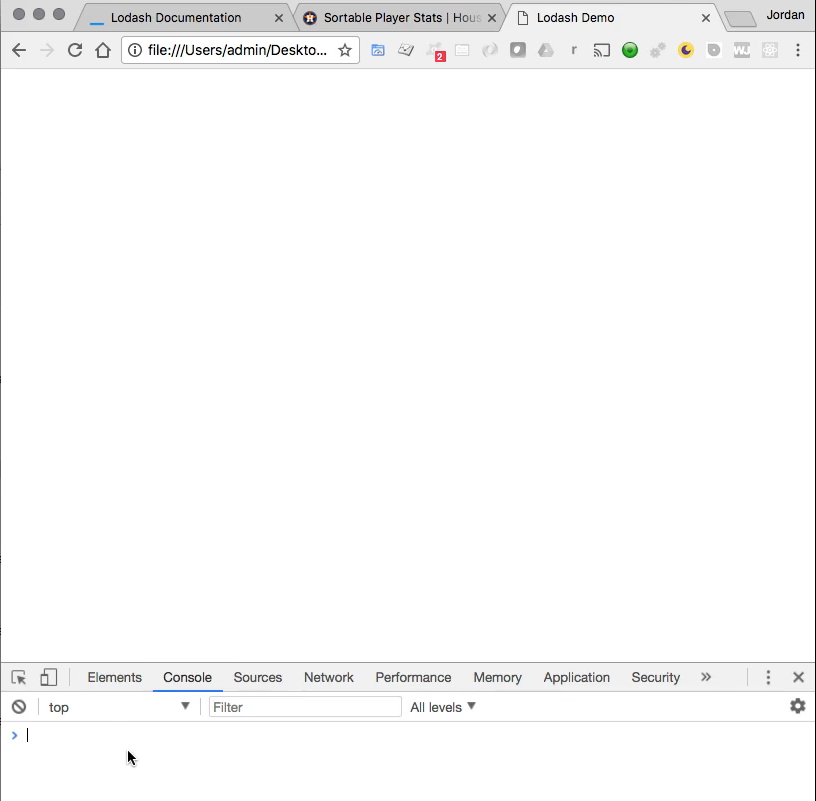 Lodash Documentation
Sortable Player Stats | Hous
Lodash Demo
Jordan
file:///Users/admin/Deskto...
2
r
WJ
Elements
Console
Sources
Network
Performance
Memory
Application
Security
top
Filter
All levels